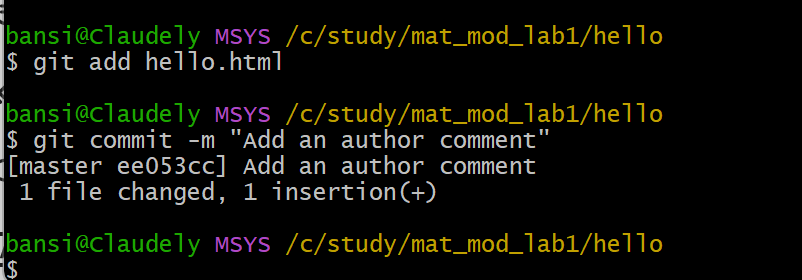 bansi@Claudely MSYS /c/study/mat_mod_lab1/hello
$ git add hello.html
bansi@Claudely MSYS /c/study/mat_mod_lab1/hello
$ git commit -m "Add an author comment"
[master ee053cc] Add an author comment
 1 file changed, 1 insertion(+)
bansi@Claudely MSYS /c/study/mat_mod_lab1/hello
$